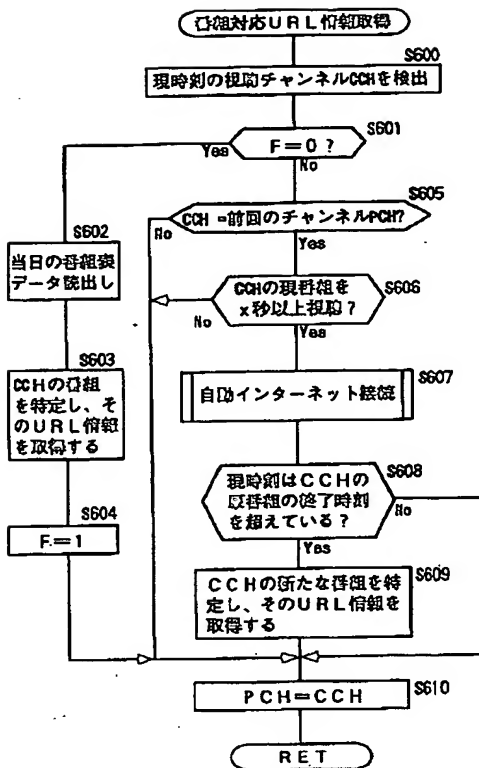 番組対応URL情報取得
S600
現時刻の視聴チャンネルCCHを検出
S601
F=0 ?
Yes
No
S605
CCH =前回のチャンネルPCH?
No
Yes
S602
当日の番組表
データ読出し
S606
CCHの現番組を
x秒以上視聴?
No
Yes
S603
CCHの番組
を特定し、そ
のURL情報
を取得する
S607
自動インターネット接続
S608
現時刻はCCHの
現番組の終了時刻
を超えている?
No
Yes
S604
F=1
S609
CCHの新たな番組を特
定し、そのURL情報を
取得する
S610
PCH=CCH
RET